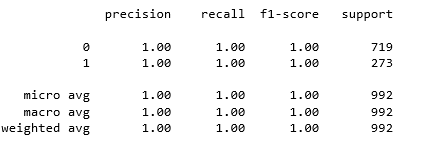 precision recall f1-score support
0 1.00 1.00 1.00 719
1 1.00 1.00 1.00 273
micro avg 1.00 1.00 1.00 992
macro avg 1.00 1.00 1.00 992
weighted avg 1.00 1.00 1.00 992